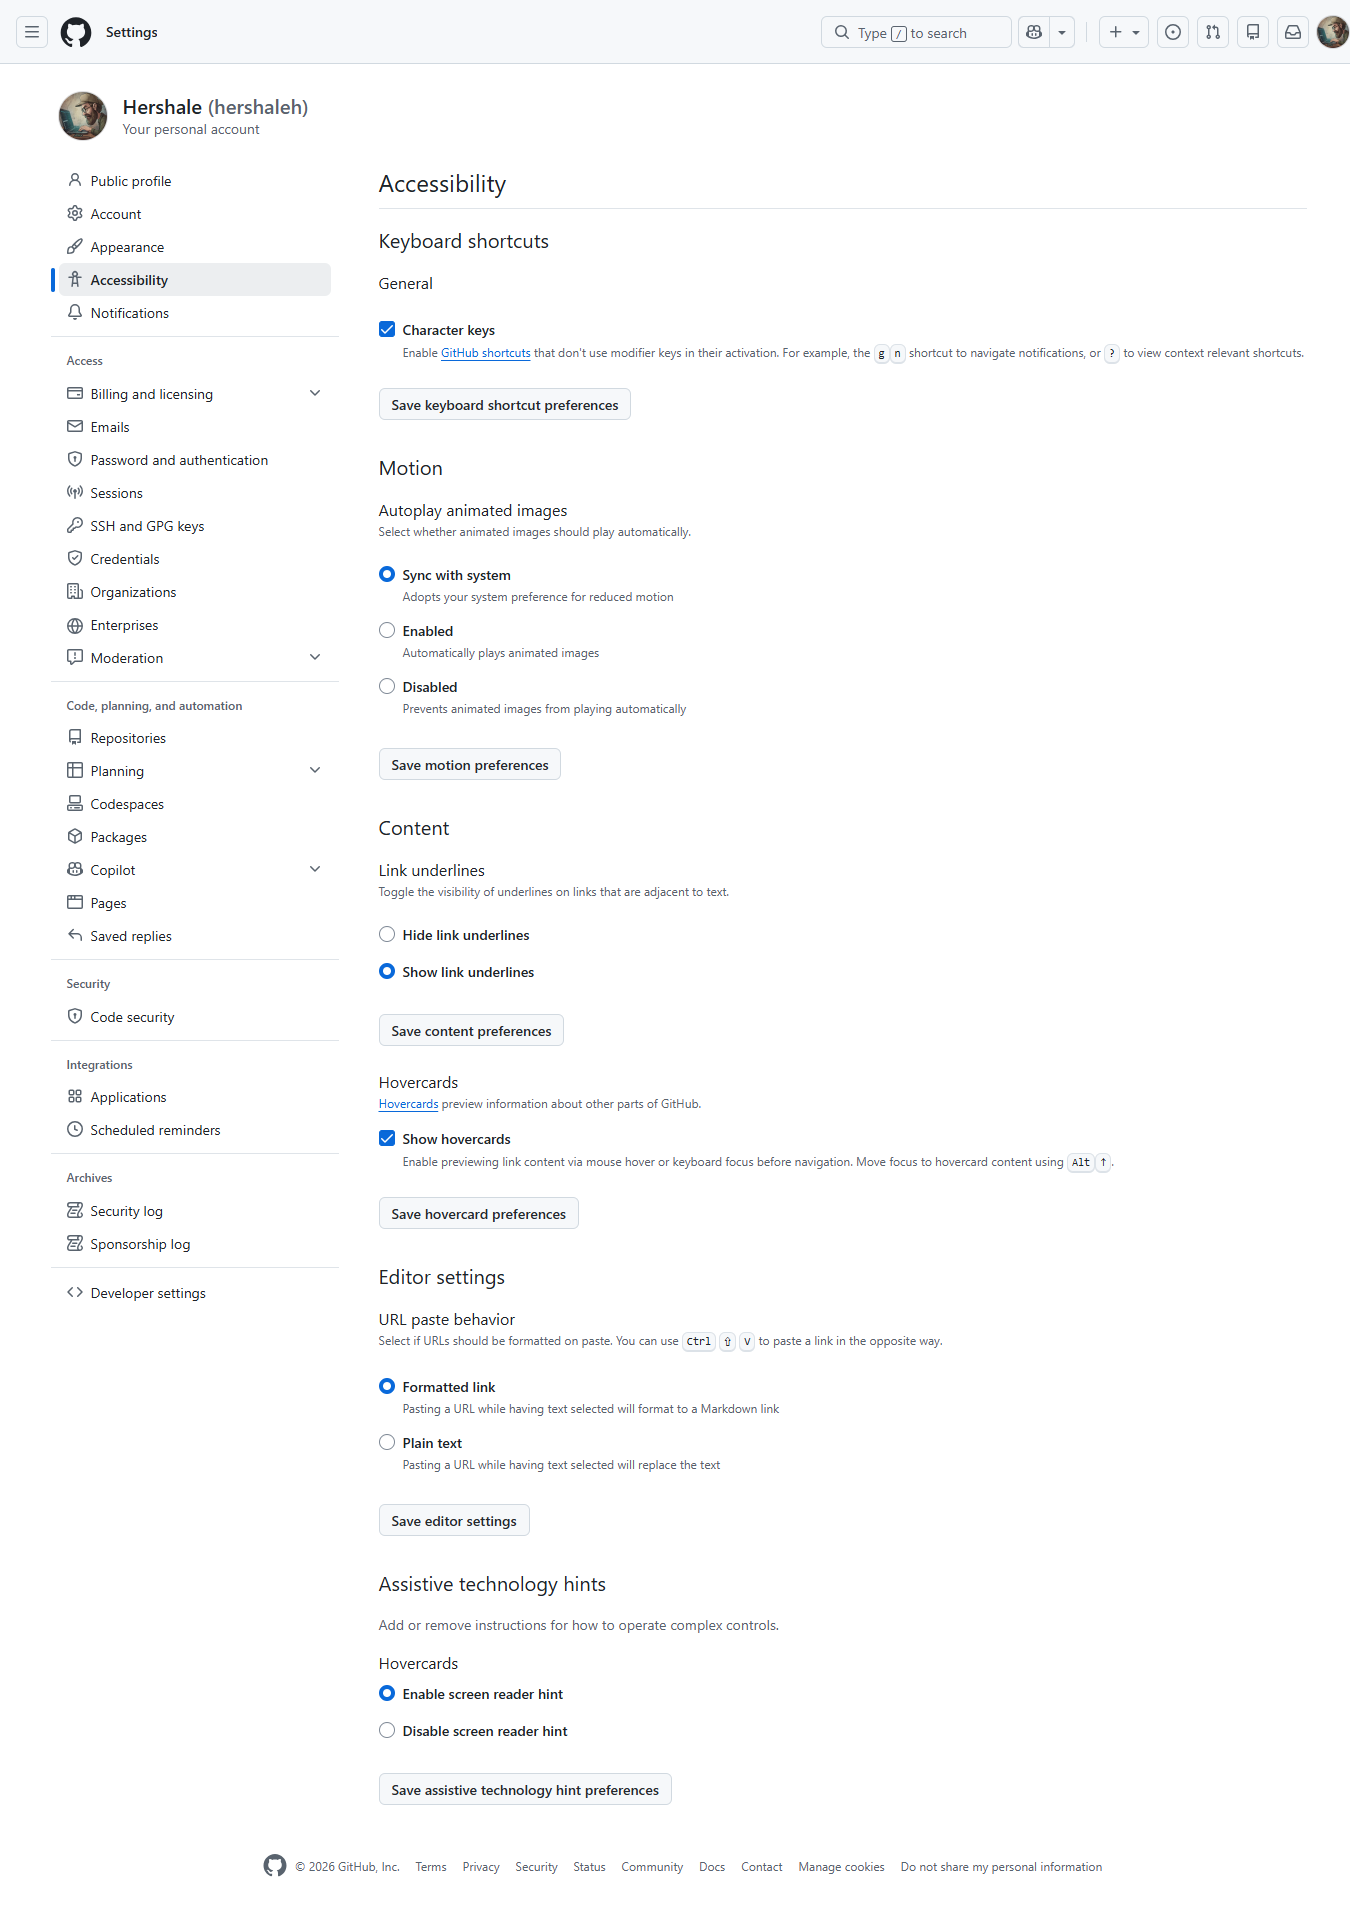 Settings
Type / to search
Hershale (hershaleh)
Your personal account
Public profile
Account
Appearance
Accessibility
Notifications
Access
Billing and licensing
Emails
Password and authentication
Sessions
SSH and GPG keys
Credentials
Organizations
Enterprises
Moderation
Code, planning, and automation
Repositories
Planning
Codespaces
Packages
Copilot
Pages
Saved replies
Security
Code security
Integrations
Applications
Scheduled reminders
Archives
Security log
Sponsorship log
Developer settings
Accessibility
Keyboard shortcuts
General
Character keys
Enable GitHub shortcuts that don't use modifier keys in their activation. For example, the g n shortcut to navigate notifications, or ? to view context relevant shortcuts.
Save keyboard shortcut preferences
Motion
Autoplay animated images
Select whether animated images should play automatically.
Sync with system
Adopts your system preference for reduced motion
Enabled
Automatically plays animated images
Disabled
Prevents animated images from playing automatically
Save motion preferences
Content
Link underlines
Toggle the visibility of underlines on links that are adjacent to text.
Hide link underlines
Show link underlines
Save content preferences
Hovercards
Hovercards preview information about other parts of GitHub.
Show hovercards
Enable previewing link content via mouse hover or keyboard focus before navigation. Move focus to hovercard content using Alt ↑.
Save hovercard preferences
Editor settings
URL paste behavior
Select if URLs should be formatted on paste. You can use Ctrl ⇧ V to paste a link in the opposite way.
Formatted link
Pasting a URL while having text selected will format to a Markdown link
Plain text
Pasting a URL while having text selected will replace the text
Save editor settings
Assistive technology hints
Add or remove instructions for how to operate complex controls.
Hovercards
Enable screen reader hint
Disable screen reader hint
Save assistive technology hint preferences
© 2026 GitHub, Inc. Terms Privacy Security Status Community Docs Contact Manage cookies Do not share my personal information